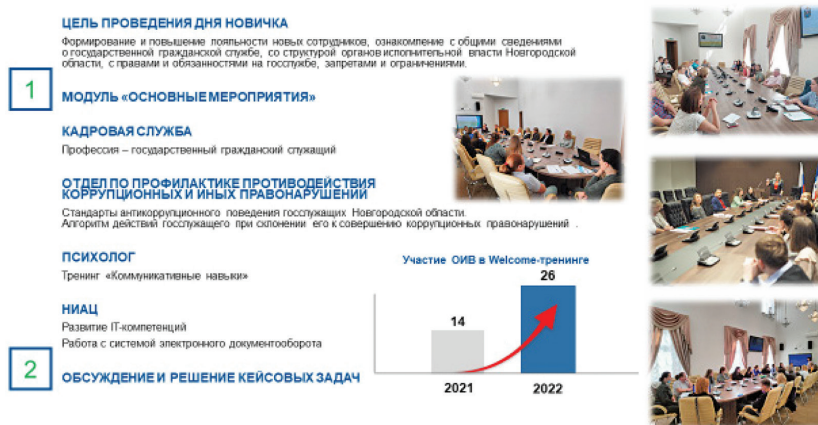 ЦЕЛЬ ПРОВЕДЕНИЯ ДНЯ НОВИЧКА
Формирование и повышение лояльности новых сотрудников, ознакомление с общими сведениями
о государственной гражданской службе, со структурой органов исполнительной власти Новгородской
области, с правами и обязанностями на госслужбе, запретами и ограничениями.
1
МОДУЛЬ «ОСНОВНЫЕ МЕРОПРИЯТИЯ»
КАДРОВАЯ СЛУЖБА
Профессия – государственный гражданский служащий
ОТДЕЛ ПО ПРОФИЛАКТИКЕ ПРОТИВОДЕЙСТВИЯ
КОРРУПЦИОННЫХ И ИНЫХ ПРАВОНАРУШЕНИЙ
Стандарты антикоррупционного поведения госслужащих Новгородской области.
Алгоритм действий госслужащего при склонении его к совершению коррупционных правонарушений .
ПСИХОЛОГ
Тренинг «Коммуникативные навыки»
НИАЦ
Развитие IT-компетенций
Работа с системой электронного документооборота
2
ОБСУЖДЕНИЕ И РЕШЕНИЕ КЕЙСОВЫХ ЗАДАЧ
Участие ОИВ в Welcome-тренинге
26
14
2021
2022